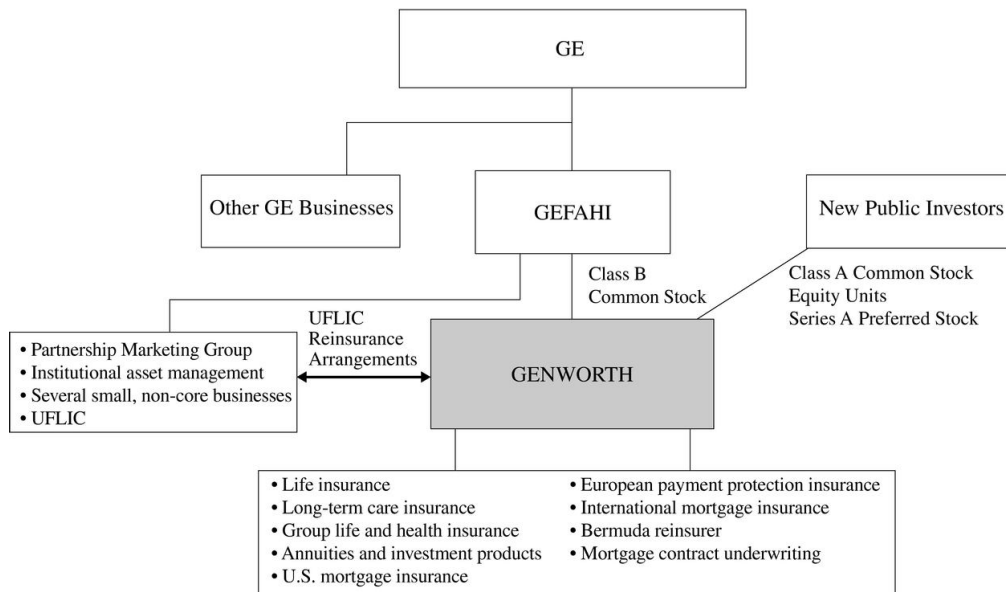 GE
Other GE Businesses
GEFAHI
New Public Investors
Class B
Common Stock
Class A Common Stock
Equity Units
Series A Preferred Stock
UFLIC
Reinsurance
Arrangements
• Partnership Marketing Group
• Institutional asset management
• Several small, non-core businesses
• UFLIC
GENWORTH
• Life insurance
• Long-term care insurance
• Group life and health insurance
• Annuities and investment products
• U.S. mortgage insurance
• European payment protection insurance
• International mortgage insurance
• Bermuda reinsurer
• Mortgage contract underwriting